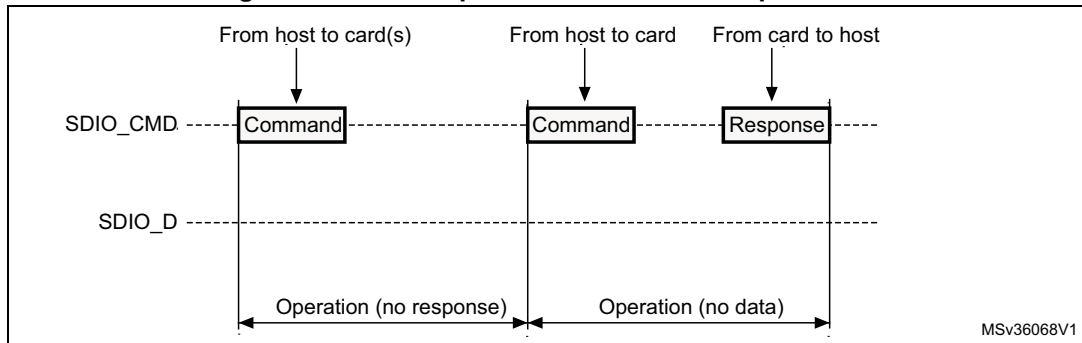 From host to card(s) From host to card From card to host
SDIO_CMD Command Command Response
SDIO_D
Operation (no response) Operation (no data)
MSv36068V1